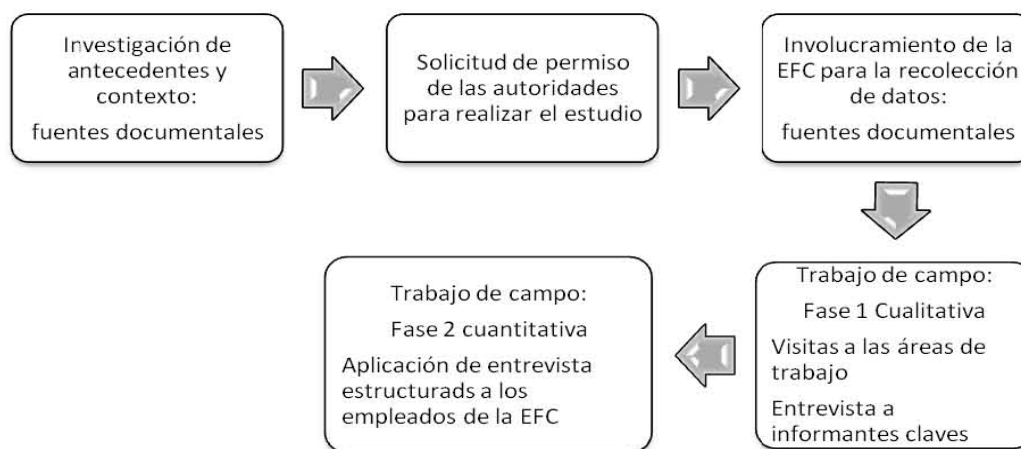 Investigación de
antecedentes y
contexto:
fuentes documentales
Solicitud de permiso
de las autoridades
para realizar el estudio
Involucramiento de la
EFC para la recolección
de datos:
fuentes documentales
Trabajo de campo:
Fase 1 Cualitativa
Visitas a las áreas de
trabajo
Entrevista a
informantes claves
Trabajo de campo:
Fase 2 cuantitativa
Aplicación de entrevista
estructurads a los
empleados de la EFC